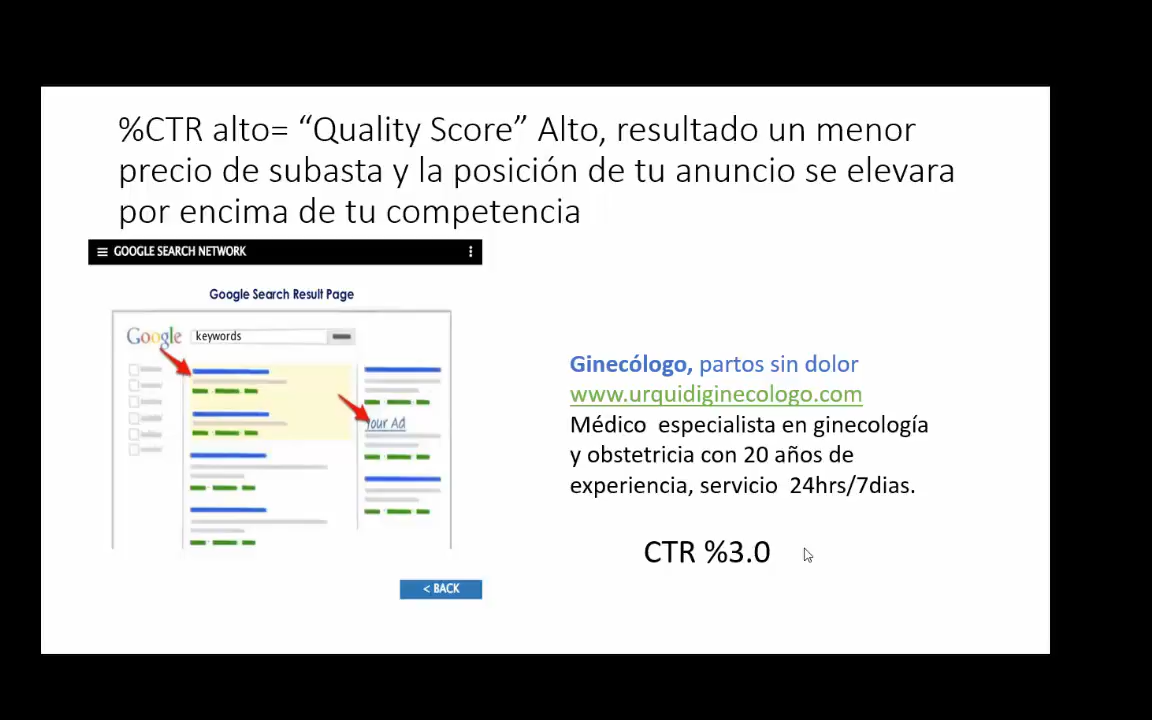 %CTR alto= “Quality Score” Alto, resultado un menor
precio de subasta y la posición de tu anuncio se elevara
por encima de tu competencia
GOOGLE SEARCH NETWORK
Google Search Result Page
Google keywords
Your Ad
< BACK
Ginecólogo, partos sin dolor
www.urquidiginecologo.com
Médico  especialista en ginecología
y obstetricia con 20 años de
experiencia, servicio  24hrs/7dias.
CTR %3.0